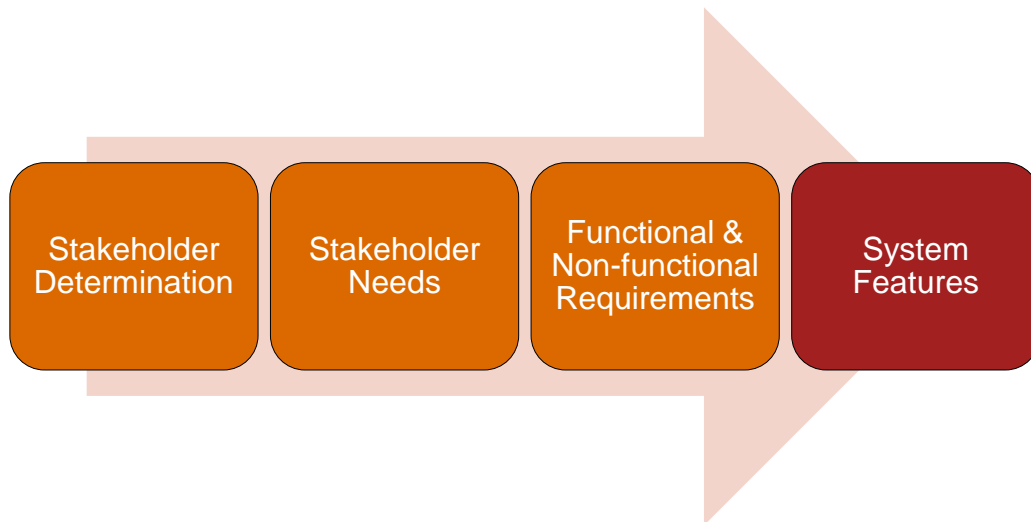 Stakeholder
Determination
Stakeholder
Needs
Functional &
Non-functional
Requirements
System
Features